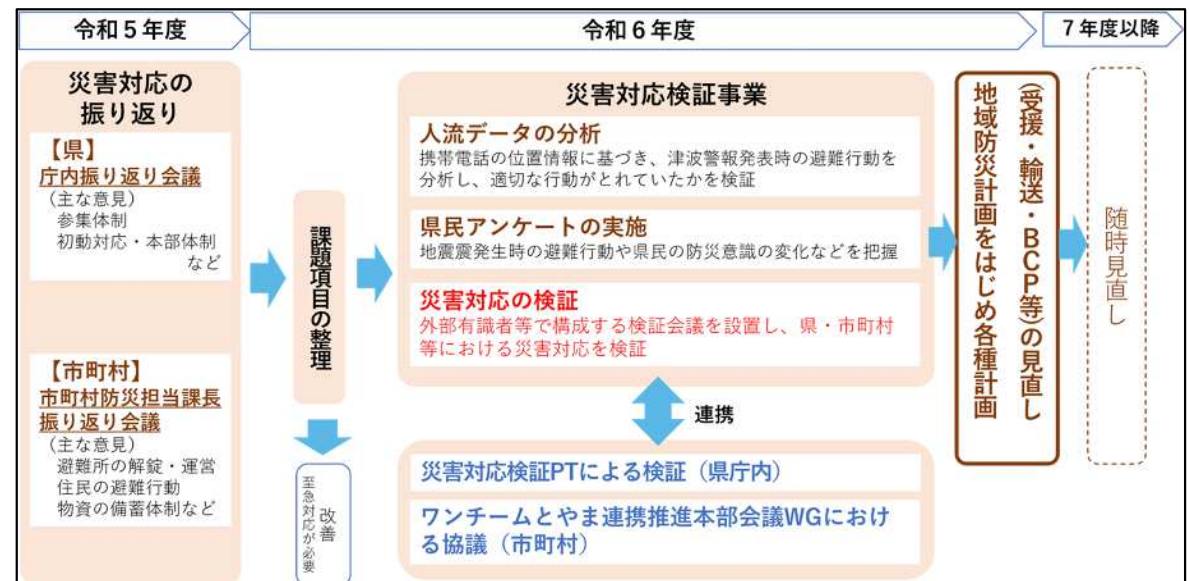 令和５年度
令和６年度
７年度以降
災害対応の
振り返り
【県】
庁内振り返り会議
（主な意見）
参集体制
初動対応・本部体制
など
【市町村】
市町村防災担当課長
振り返り会議
（主な意見）
避難所の解錠・運営
住民の避難行動
物資の備蓄体制など
課題項目の整理
至急対応が必要
改善
災害対応検証事業
人流データの分析
携帯電話の位置情報に基づき、津波警報発表時の避難行動を
分析し、適切な行動がとれていたかを検証
県民アンケートの実施
地震震発生時の避難行動や県民の防災意識の変化などを把握
災害対応の検証
外部有識者等で構成する検証会議を設置し、県・市町村
等における災害対応を検証
連携
災害対応検証PTによる検証（県庁内）
ワンチームとやま連携推進本部会議WGにおけ
る協議（市町村）
地域防災計画をはじめ各種計画
（受援・輸送・ＢＣＰ等）の見直し
随時見直し